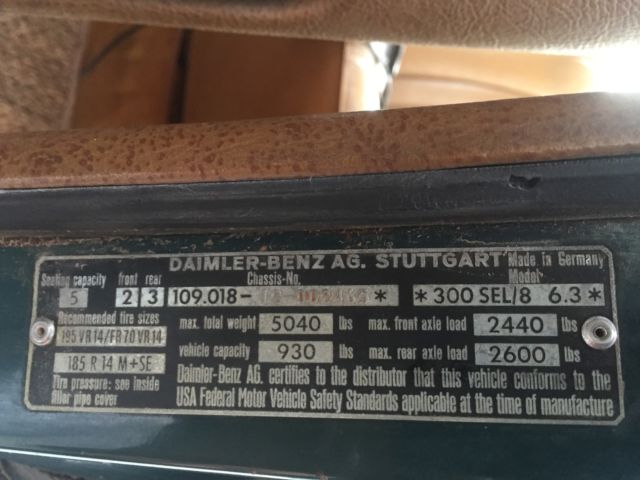 DAIMLER-BENZ AG. STUTTGART Made in Germany
Seating capacity front rear Chassis-No. Model
5 2 3 109.018- * *300 SEL/8 6.3*
Recommended tire sizes
195 VR 14/FR 70 VR 14
185 R 14 M+SE
max. total weight 5040 lbs max. front axle load 2440 lbs
vehicle capacity 930 lbs max. rear axle load 2600 lbs
Tire pressure: see inside
filler pipe cover
Daimler-Benz AG. certifies to the distributor that this vehicle conforms to the
USA Federal Motor Vehicle Safety Standards applicable at the time of manufacture